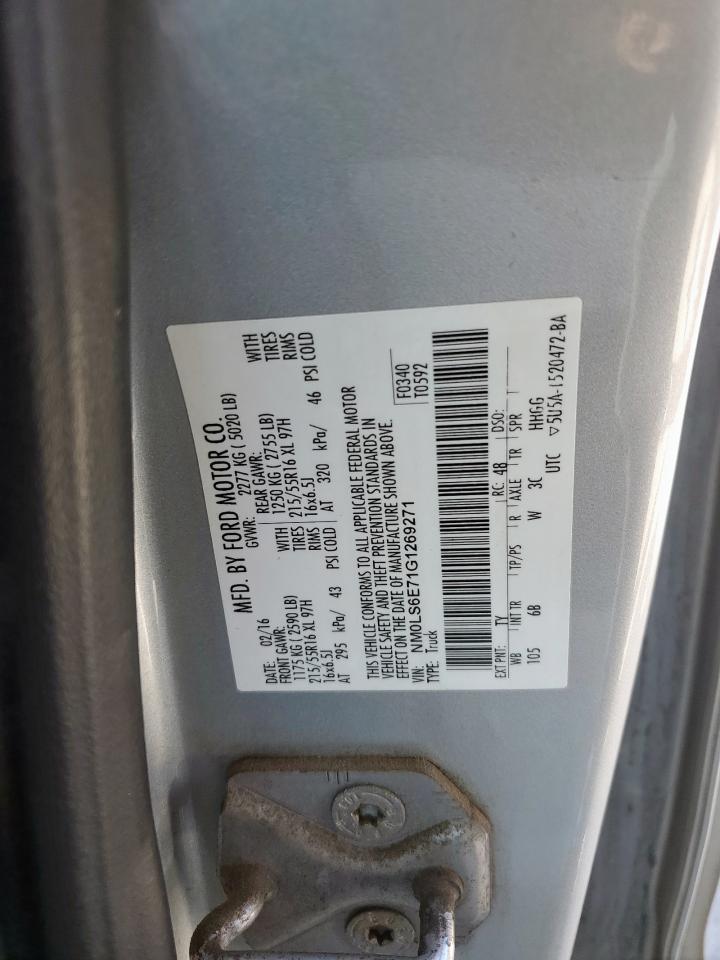 MFD. BY FORD MOTOR CO.
DATE: 02/16 GVWR: 2277 KG ( 5020 LB)
FRONT GAWR: REAR GAWR:
1175 KG ( 2590 LB) WITH 1250 KG ( 2755 LB) WITH
215/55R16 XL 97H TIRES 215/55R16 XL 97H TIRES
16x6.5J RIMS 16x6.5J RIMS
AT 295 kPa/ 43 PSI COLD AT 320 kPa/ 46 PSI COLD
THIS VEHICLE CONFORMS TO ALL APPLICABLE FEDERAL MOTOR
VEHICLE SAFETY AND THEFT PREVENTION STANDARDS IN
EFFECT ON THE DATE OF MANUFACTURE SHOWN ABOVE.
VIN: NM0LS6E71G1269271
TYPE: Truck
F0340
T0592
EXT PNT: TY RC: 48 DSO:
WB INT TR TP/PS R AXLE TR SPR
105 6B W 3C HHGG
UTC ▽5U5A-1520472-BA